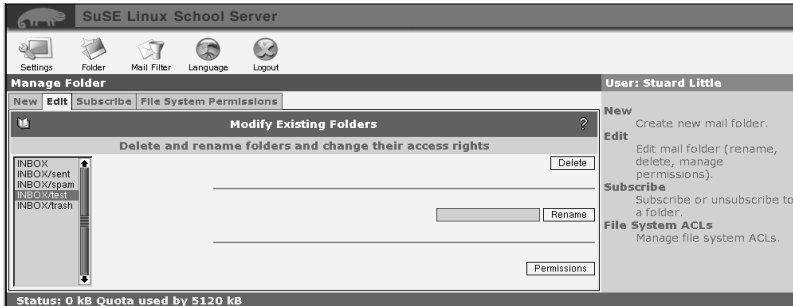 SuSE Linux School Server
Settings Folder Mail Filter Language Logout
Manage Folder
New Edit Subscribe File System Permissions
Modify Existing Folders ?
Delete and rename folders and change their access rights
INBOX
INBOX/sent
INBOX/spam
INBOX/test
INBOX/trash
Delete
Rename
Permissions
User: Stuard Little
New
Create new mail folder.
Edit
Edit mail folder (rename,
delete, manage
permissions).
Subscribe
Subscribe or unsubscribe to
a folder.
File System ACLs
Manage file system ACLs.
Status: 0 kB Quota used by 5120 kB